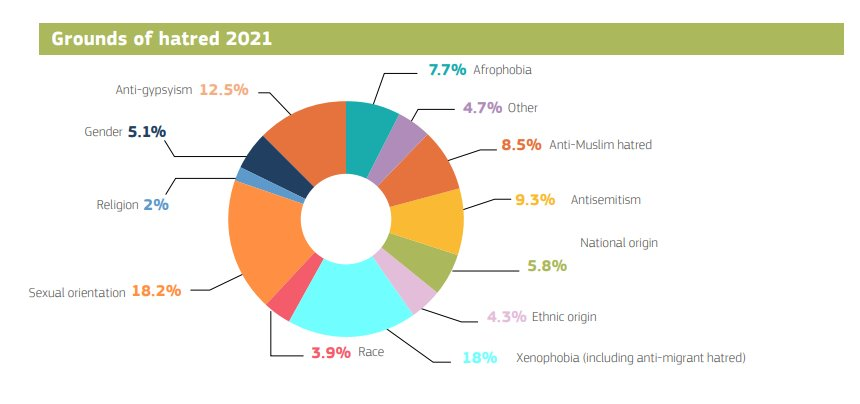 Grounds of hatred 2021
7.7% Afrophobia
Anti-gypsyism 12.5%
4.7% Other
Gender 5.1%
8.5% Anti-Muslim hatred
9.3% Antisemitism
Religion 2%
National origin
5.8%
Sexual orientation 18.2%
4.3% Ethnic origin
3.9% Race
18% Xenophobia (including anti-migrant hatred)